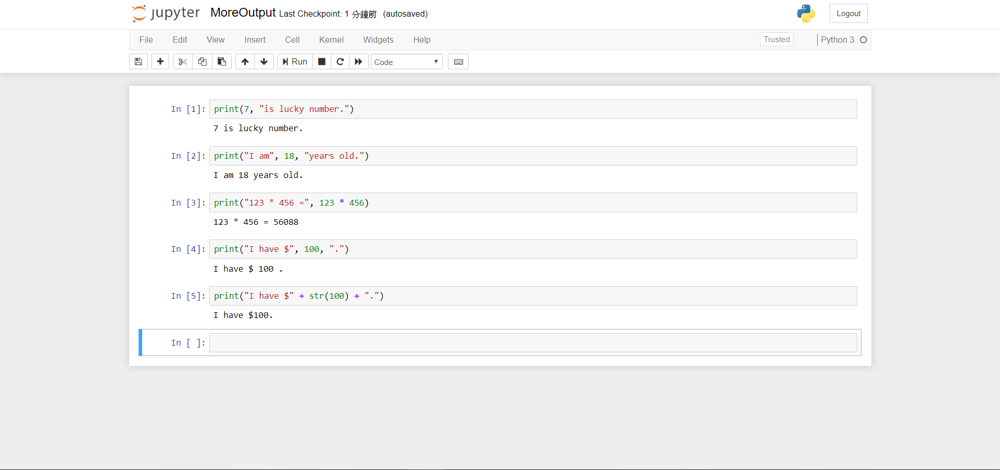 jupyter MoreOutput Last Checkpoint: 1 分鐘前 (autosaved) Logout
File Edit View Insert Cell Kernel Widgets Help Trusted Python 3
Run Code
In [1]: print(7, "is lucky number.")
7 is lucky number.
In [2]: print("I am", 18, "years old.")
I am 18 years old.
In [3]: print("123 * 456 =", 123 * 456)
123 * 456 = 56088
In [4]: print("I have $", 100, ".")
I have $ 100 .
In [5]: print("I have $" + str(100) + ".")
I have $100.
In [ ]: